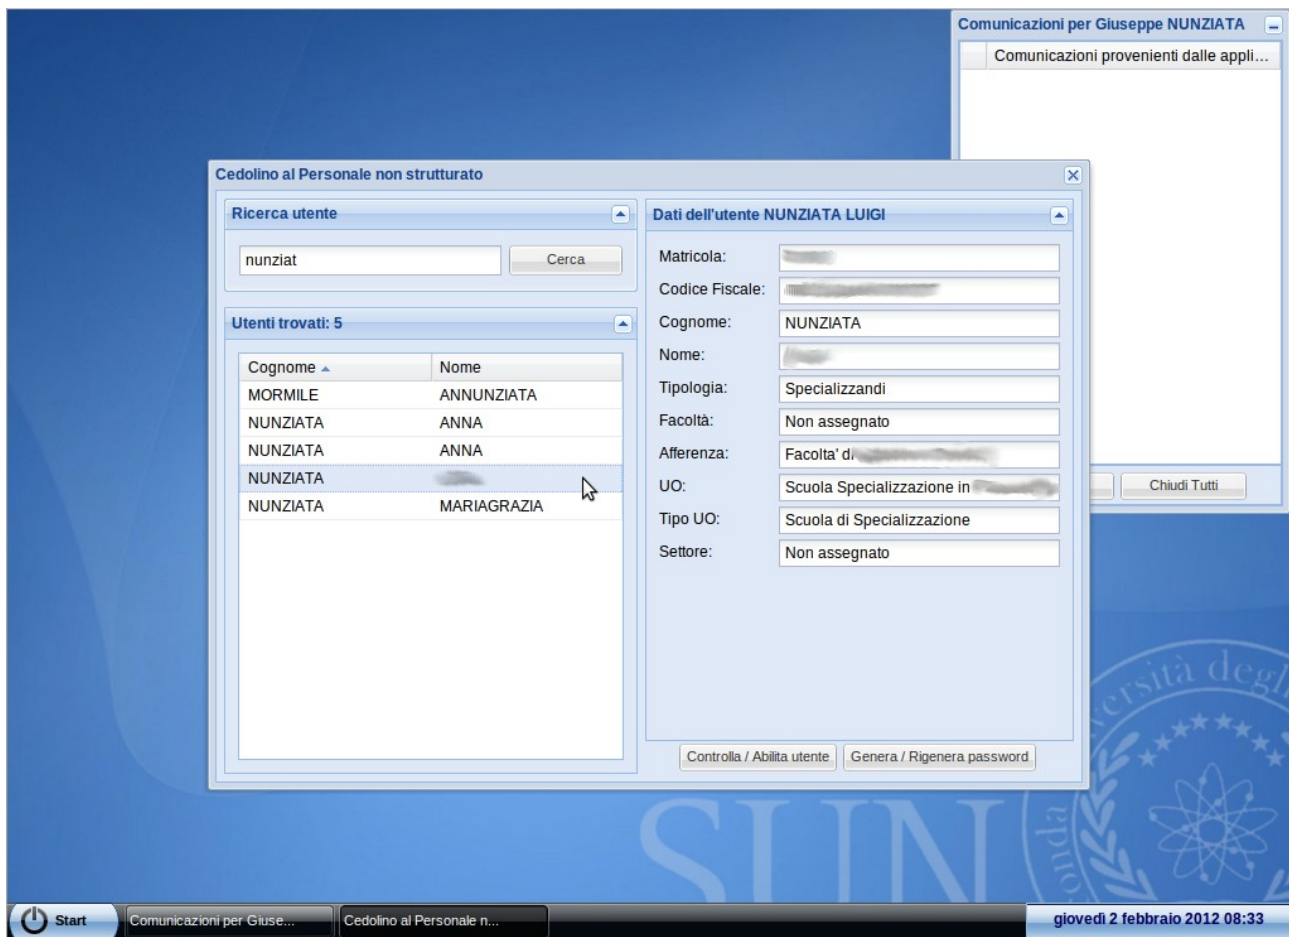 Comunicazioni per Giuseppe NUNZIATA
Comunicazioni provenienti dalle appli...
Cedolino al Personale non strutturato
Ricerca utente
nunziat
Cerca
Utenti trovati: 5
Cognome Nome
MORMILE ANNUNZIATA
NUNZIATA ANNA
NUNZIATA ANNA
NUNZIATA
NUNZIATA MARIAGRAZIA
Dati dell'utente NUNZIATA LUIGI
Matricola:
Codice Fiscale:
Cognome: NUNZIATA
Nome:
Tipologia: Specializzandi
Facoltà: Non assegnato
Afferenza: Facolta'
UO: Scuola Specializzazione in
Tipo UO: Scuola di Specializzazione
Settore: Non assegnato
Controlla / Abilita utente Genera / Rigenera password
Chiudi Tutti
SUN
Start Comunicazioni per Giuse... Cedolino al Personale n... giovedì 2 febbraio 2012 08:33